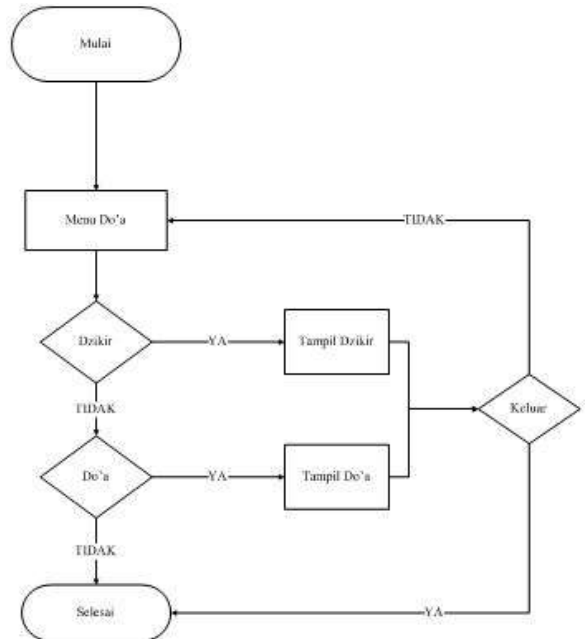 Mulai
Menu Do'a
TIDAK
Dzikir
YA
Tampil Dzikir
Keluar
TIDAK
Do'a
YA
Tampil Do'a
TIDAK
Selesai
YA